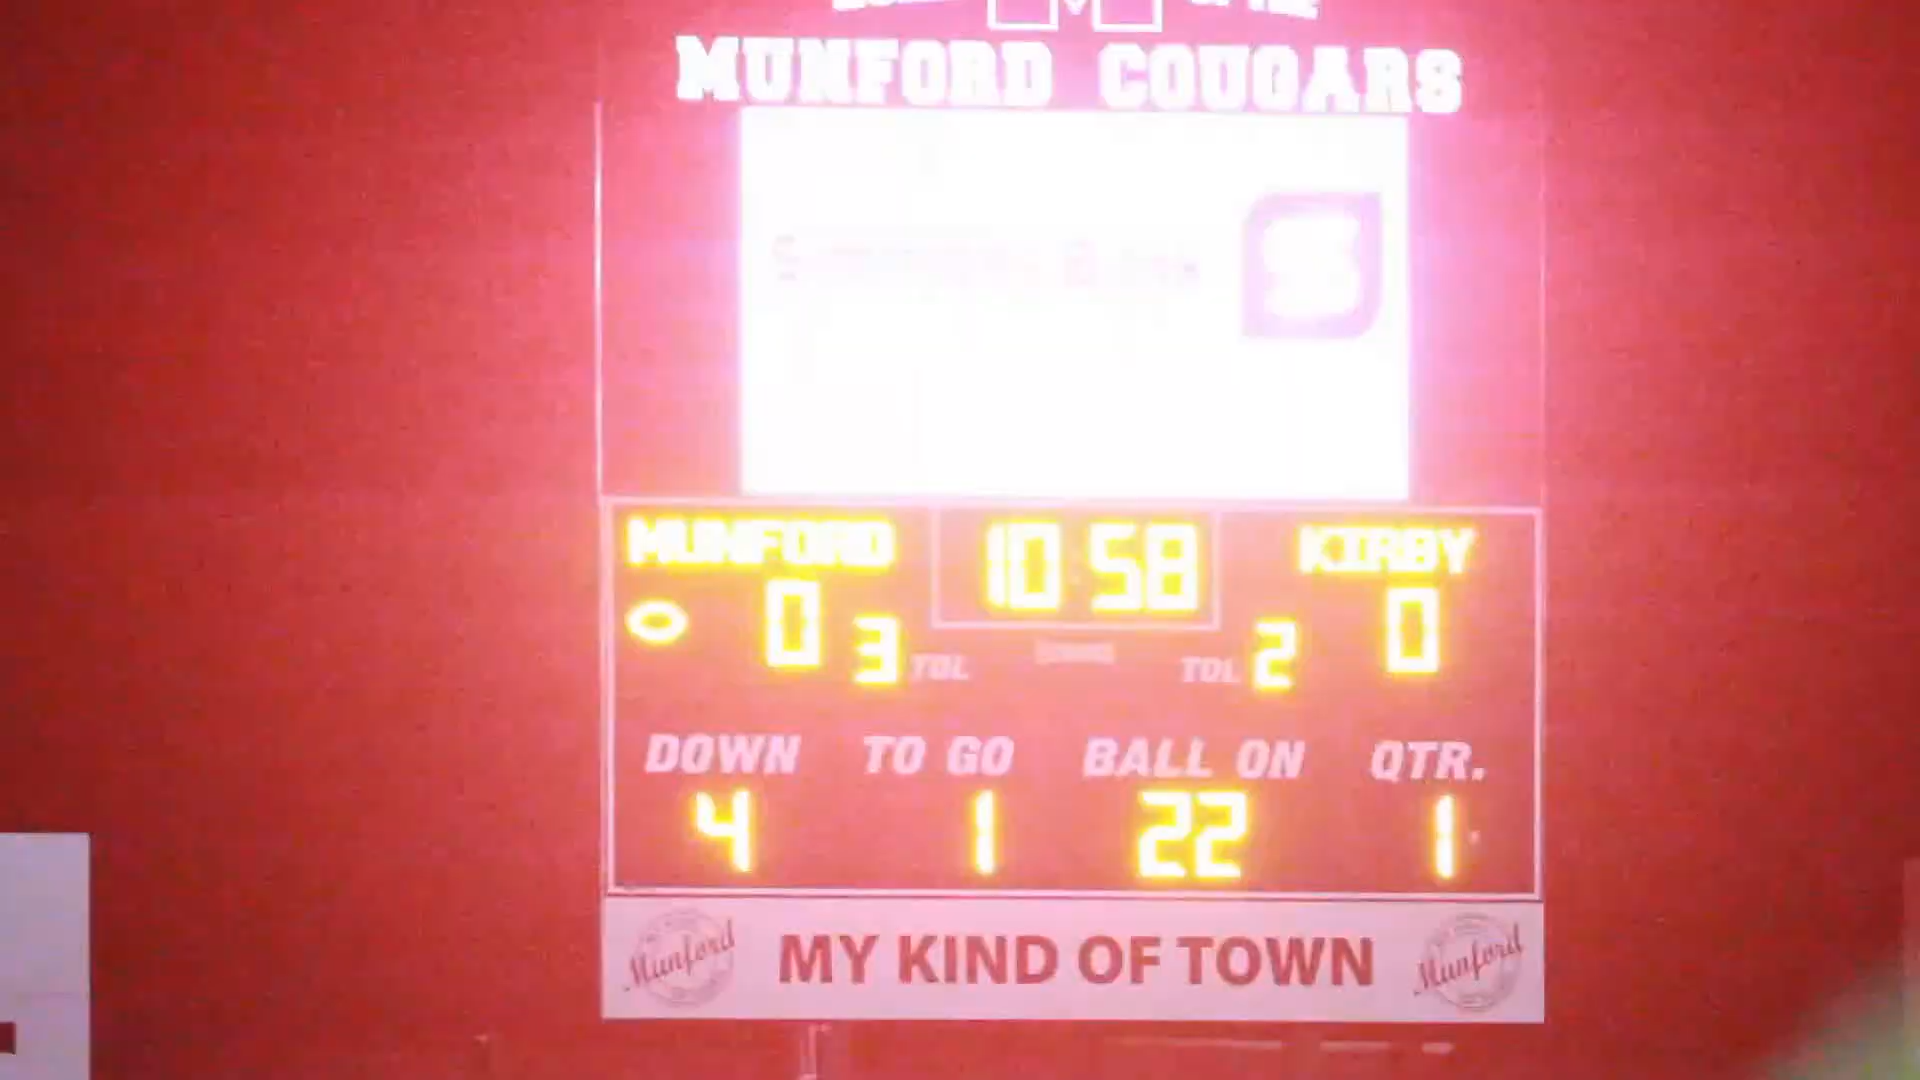 MUNFORD COUGARS
S
MUNFORD 10:58 KIRBY
0 3 TOL TOL 2 0
DOWN TO GO BALL ON QTR.
4 1 22 1
Munford MY KIND OF TOWN Munford